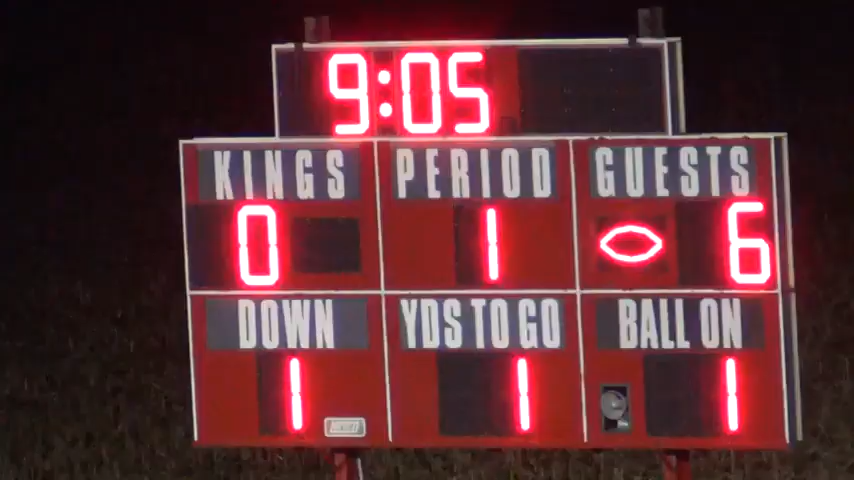 9:05
KINGS PERIOD GUESTS
0 1 6
DOWN YDS TO GO BALL ON
1 1 1